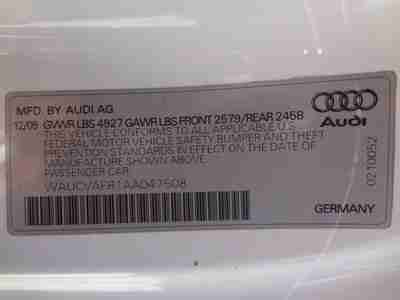 MFD. BY AUDI AG
12/09 GVWR LBS 4927 GAWR LBS FRONT 2579/REAR 2458
THIS VEHICLE CONFORMS TO ALL APPLICABLE U.S.
FEDERAL MOTOR VEHICLE SAFETY BUMPER AND THEFT
PREVENTION STANDARDS IN EFFECT ON THE DATE OF
MANUFACTURE SHOWN ABOVE.
PASSENGER CAR
Audi
0210052
GERMANY